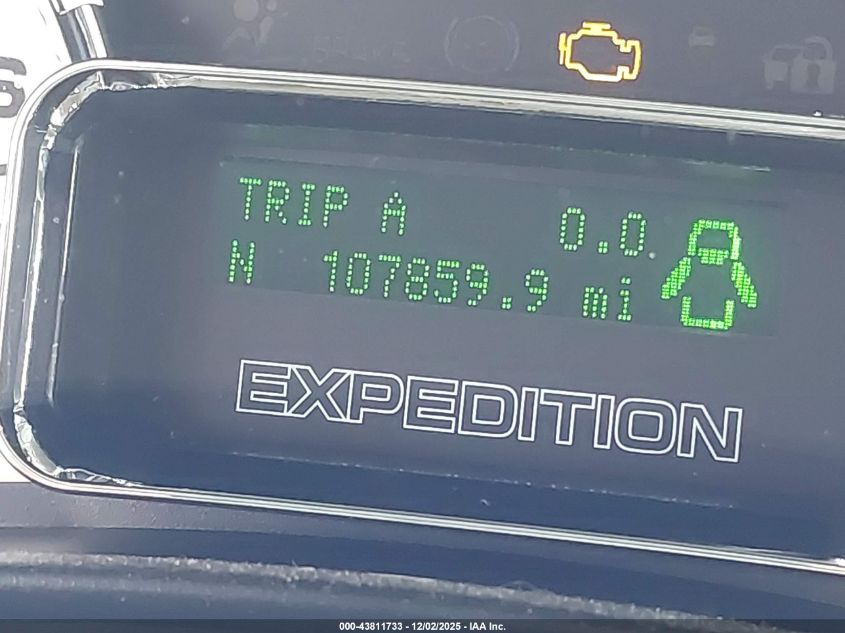 TRIP A 0.0
N 107859.9 mi
EXPEDITION
000-43811733 - 12/02/2025 - IAA Inc.